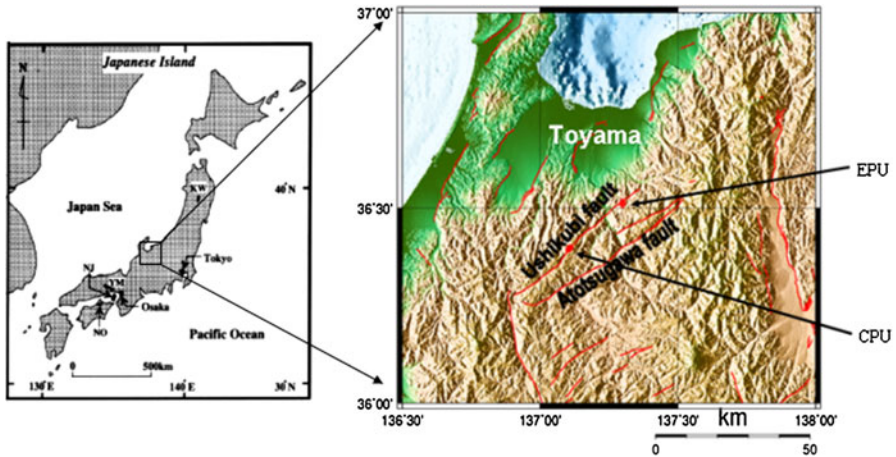 Japanese Island
N
KW
40°N
Japan Sea
Tokyo
NJ
YM
Osaka
NO
Pacific Ocean
0 500km
130°E
140°E
30°N
37°00'
Toyama
EPU
36°30'
Ushikubi fault
Atotsugawa fault
CPU
36°00'
136°30'
137°00'
137°30'
138°00'
km
0 50